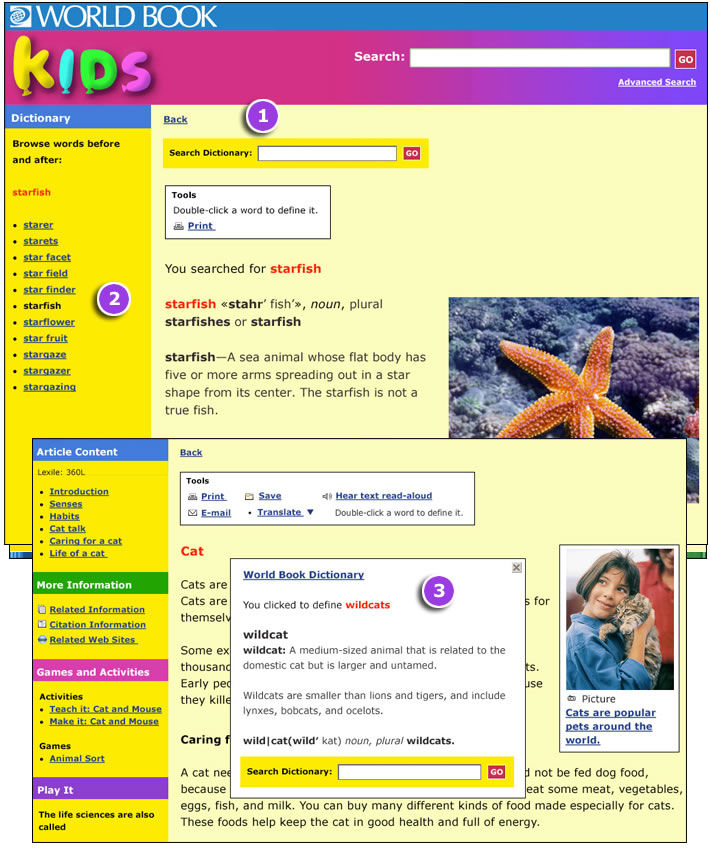 WORLD BOOK
KIDS
Search: GO
Advanced Search
Dictionary
Browse words before
and after:
starfish
• starer
• starets
• star facet
• star field
• star finder
• starfish
• starflower
• star fruit
• stargaze
• stargazer
• stargazing
2
Back
1
Search Dictionary: GO
Tools
Double-click a word to define it.
Print
You searched for starfish
starfish «stahr′ fish′», noun, plural
starfishes or starfish
starfish—A sea animal whose flat body has
five or more arms spreading out in a star
shape from its center. The starfish is not a
true fish.
Article Content
Lexile: 360L
• Introduction
• Senses
• Habits
• Cat talk
• Caring for a cat
• Life of a cat
More Information
Related Information
Citation Information
Related Web Sites
Games and Activities
Activities
• Teach it: Cat and Mouse
• Make it: Cat and Mouse
Games
• Animal Sort
Play It
The life sciences are also
called
Back
Tools
Print Save Hear text read-aloud
E-mail • Translate ▼ Double-click a word to define it.
Cat
Cats are
Cats are s for
themselv
Some ex
thousan ts.
Early peo use
they kille
Caring f
A cat nee d not be fed dog food,
because eat some meat, vegetables,
eggs, fish, and milk. You can buy many different kinds of food made especially for cats.
These foods help keep the cat in good health and full of energy.
World Book Dictionary
3
You clicked to define wildcats
wildcat
wildcat: A medium-sized animal that is related to the
domestic cat but is larger and untamed.
Wildcats are smaller than lions and tigers, and include
lynxes, bobcats, and ocelots.
wild|cat(wild′ kat) noun, plural wildcats.
Search Dictionary: GO
Picture
Cats are popular
pets around the
world.